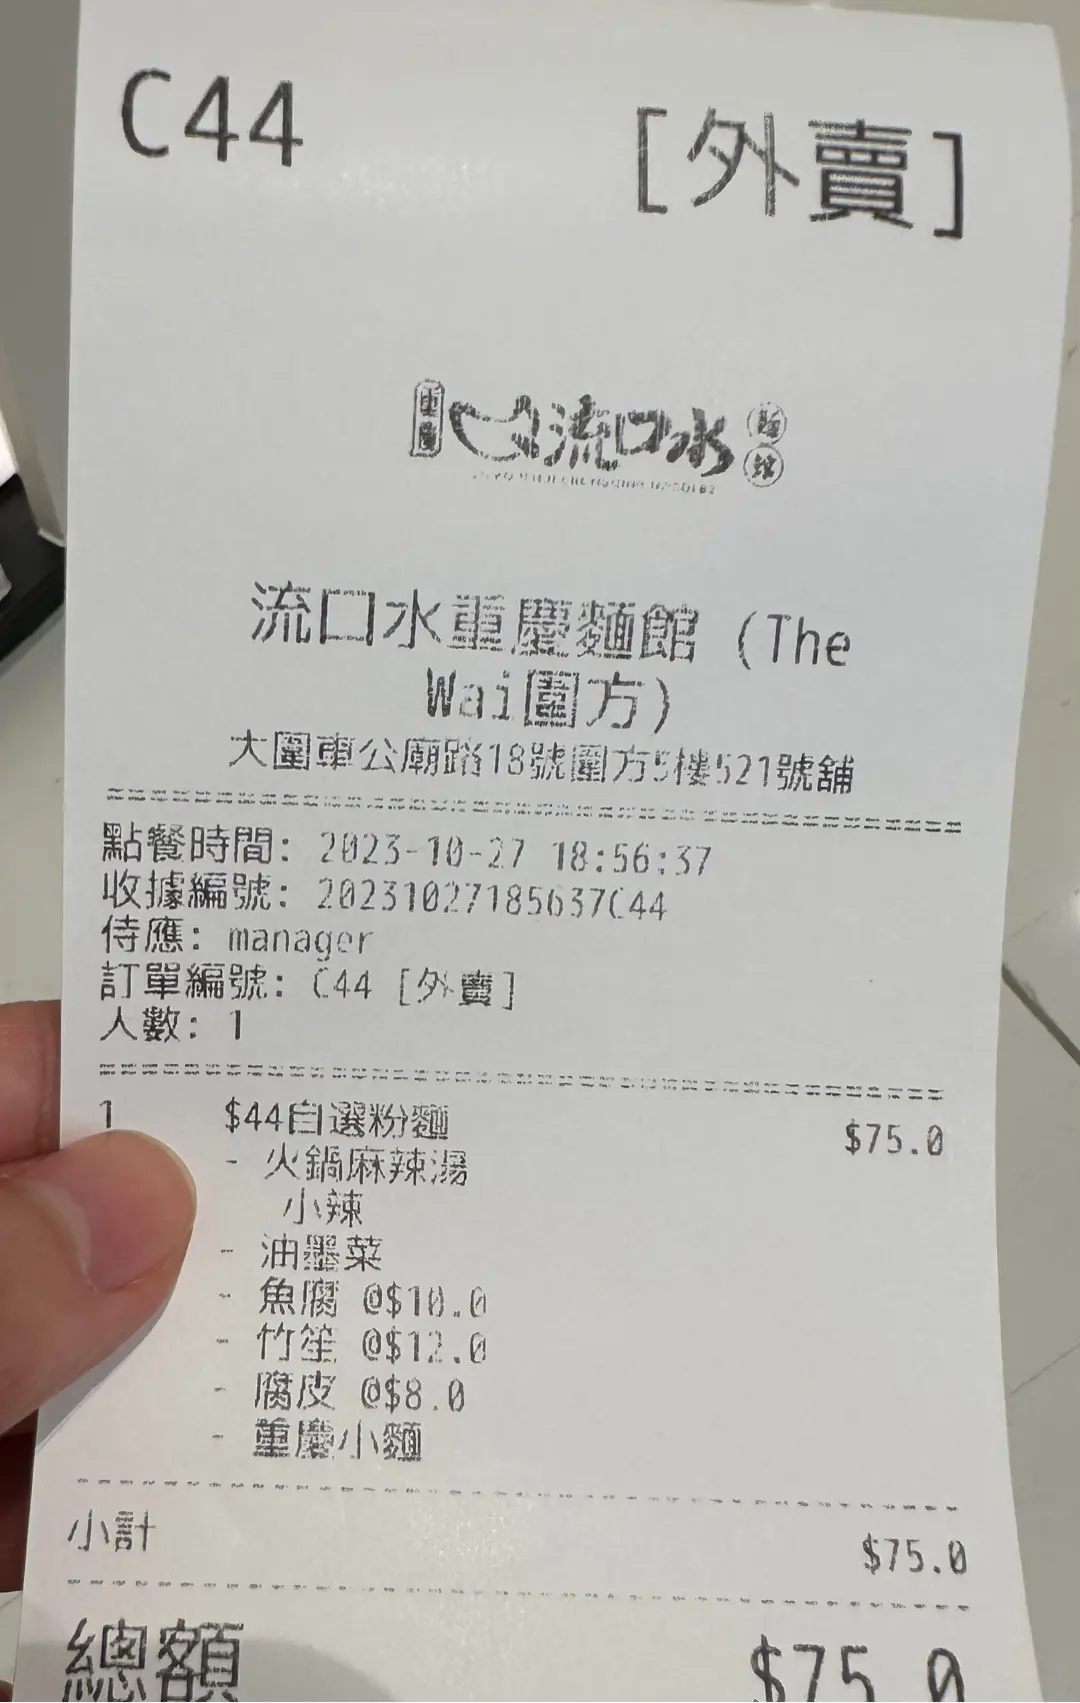 C44
[外賣]
重慶 流口水 麵館
流口水重慶麵館 (The
Wai圍方)
大圍車公廟路18號圍方5樓521號舖
點餐時間: 2023-10-27 18:56:37
收據編號: 20231027185637C44
侍應: manager
訂單編號: C44 [外賣]
人數: 1
1 $44自選粉麵 $75.0
- 火鍋麻辣湯
小辣
- 油墨菜
- 魚腐 @$10.0
- 竹笙 @$12.0
- 腐皮 @$8.0
- 重慶小麵
小計 $75.0
總額 $75.0